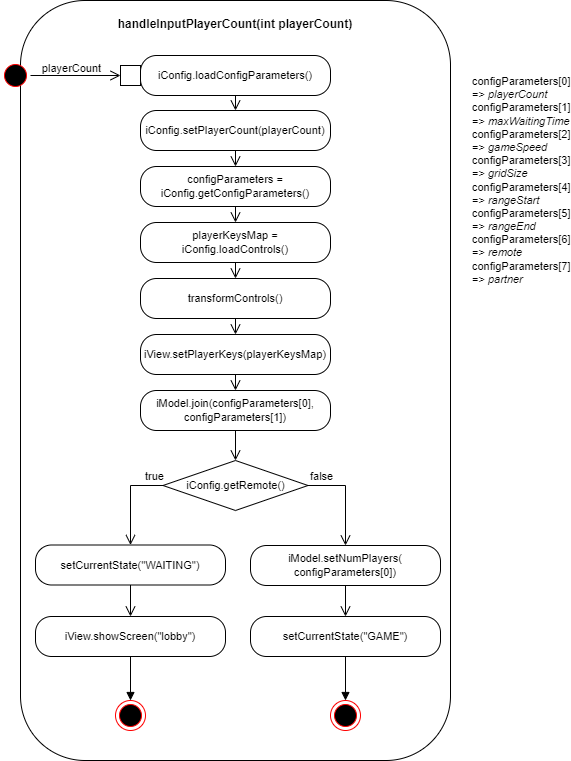 handleInputPlayerCount(int playerCount)
playerCount
iConfig.loadConfigParameters()
iConfig.setPlayerCount(playerCount)
configParameters =
iConfig.getConfigParameters()
playerKeysMap =
iConfig.loadControls()
transformControls()
iView.setPlayerKeys(playerKeysMap)
iModel.join(configParameters[0],
configParameters[1])
iConfig.getRemote()
true
false
setCurrentState("WAITING")
iView.showScreen("lobby")
iModel.setNumPlayers(
configParameters[0])
setCurrentState("GAME")
configParameters[0]
=> playerCount
configParameters[1]
=> maxWaitingTime
configParameters[2]
=> gameSpeed
configParameters[3]
=> gridSize
configParameters[4]
=> rangeStart
configParameters[5]
=> rangeEnd
configParameters[6]
=> remote
configParameters[7]
=> partner